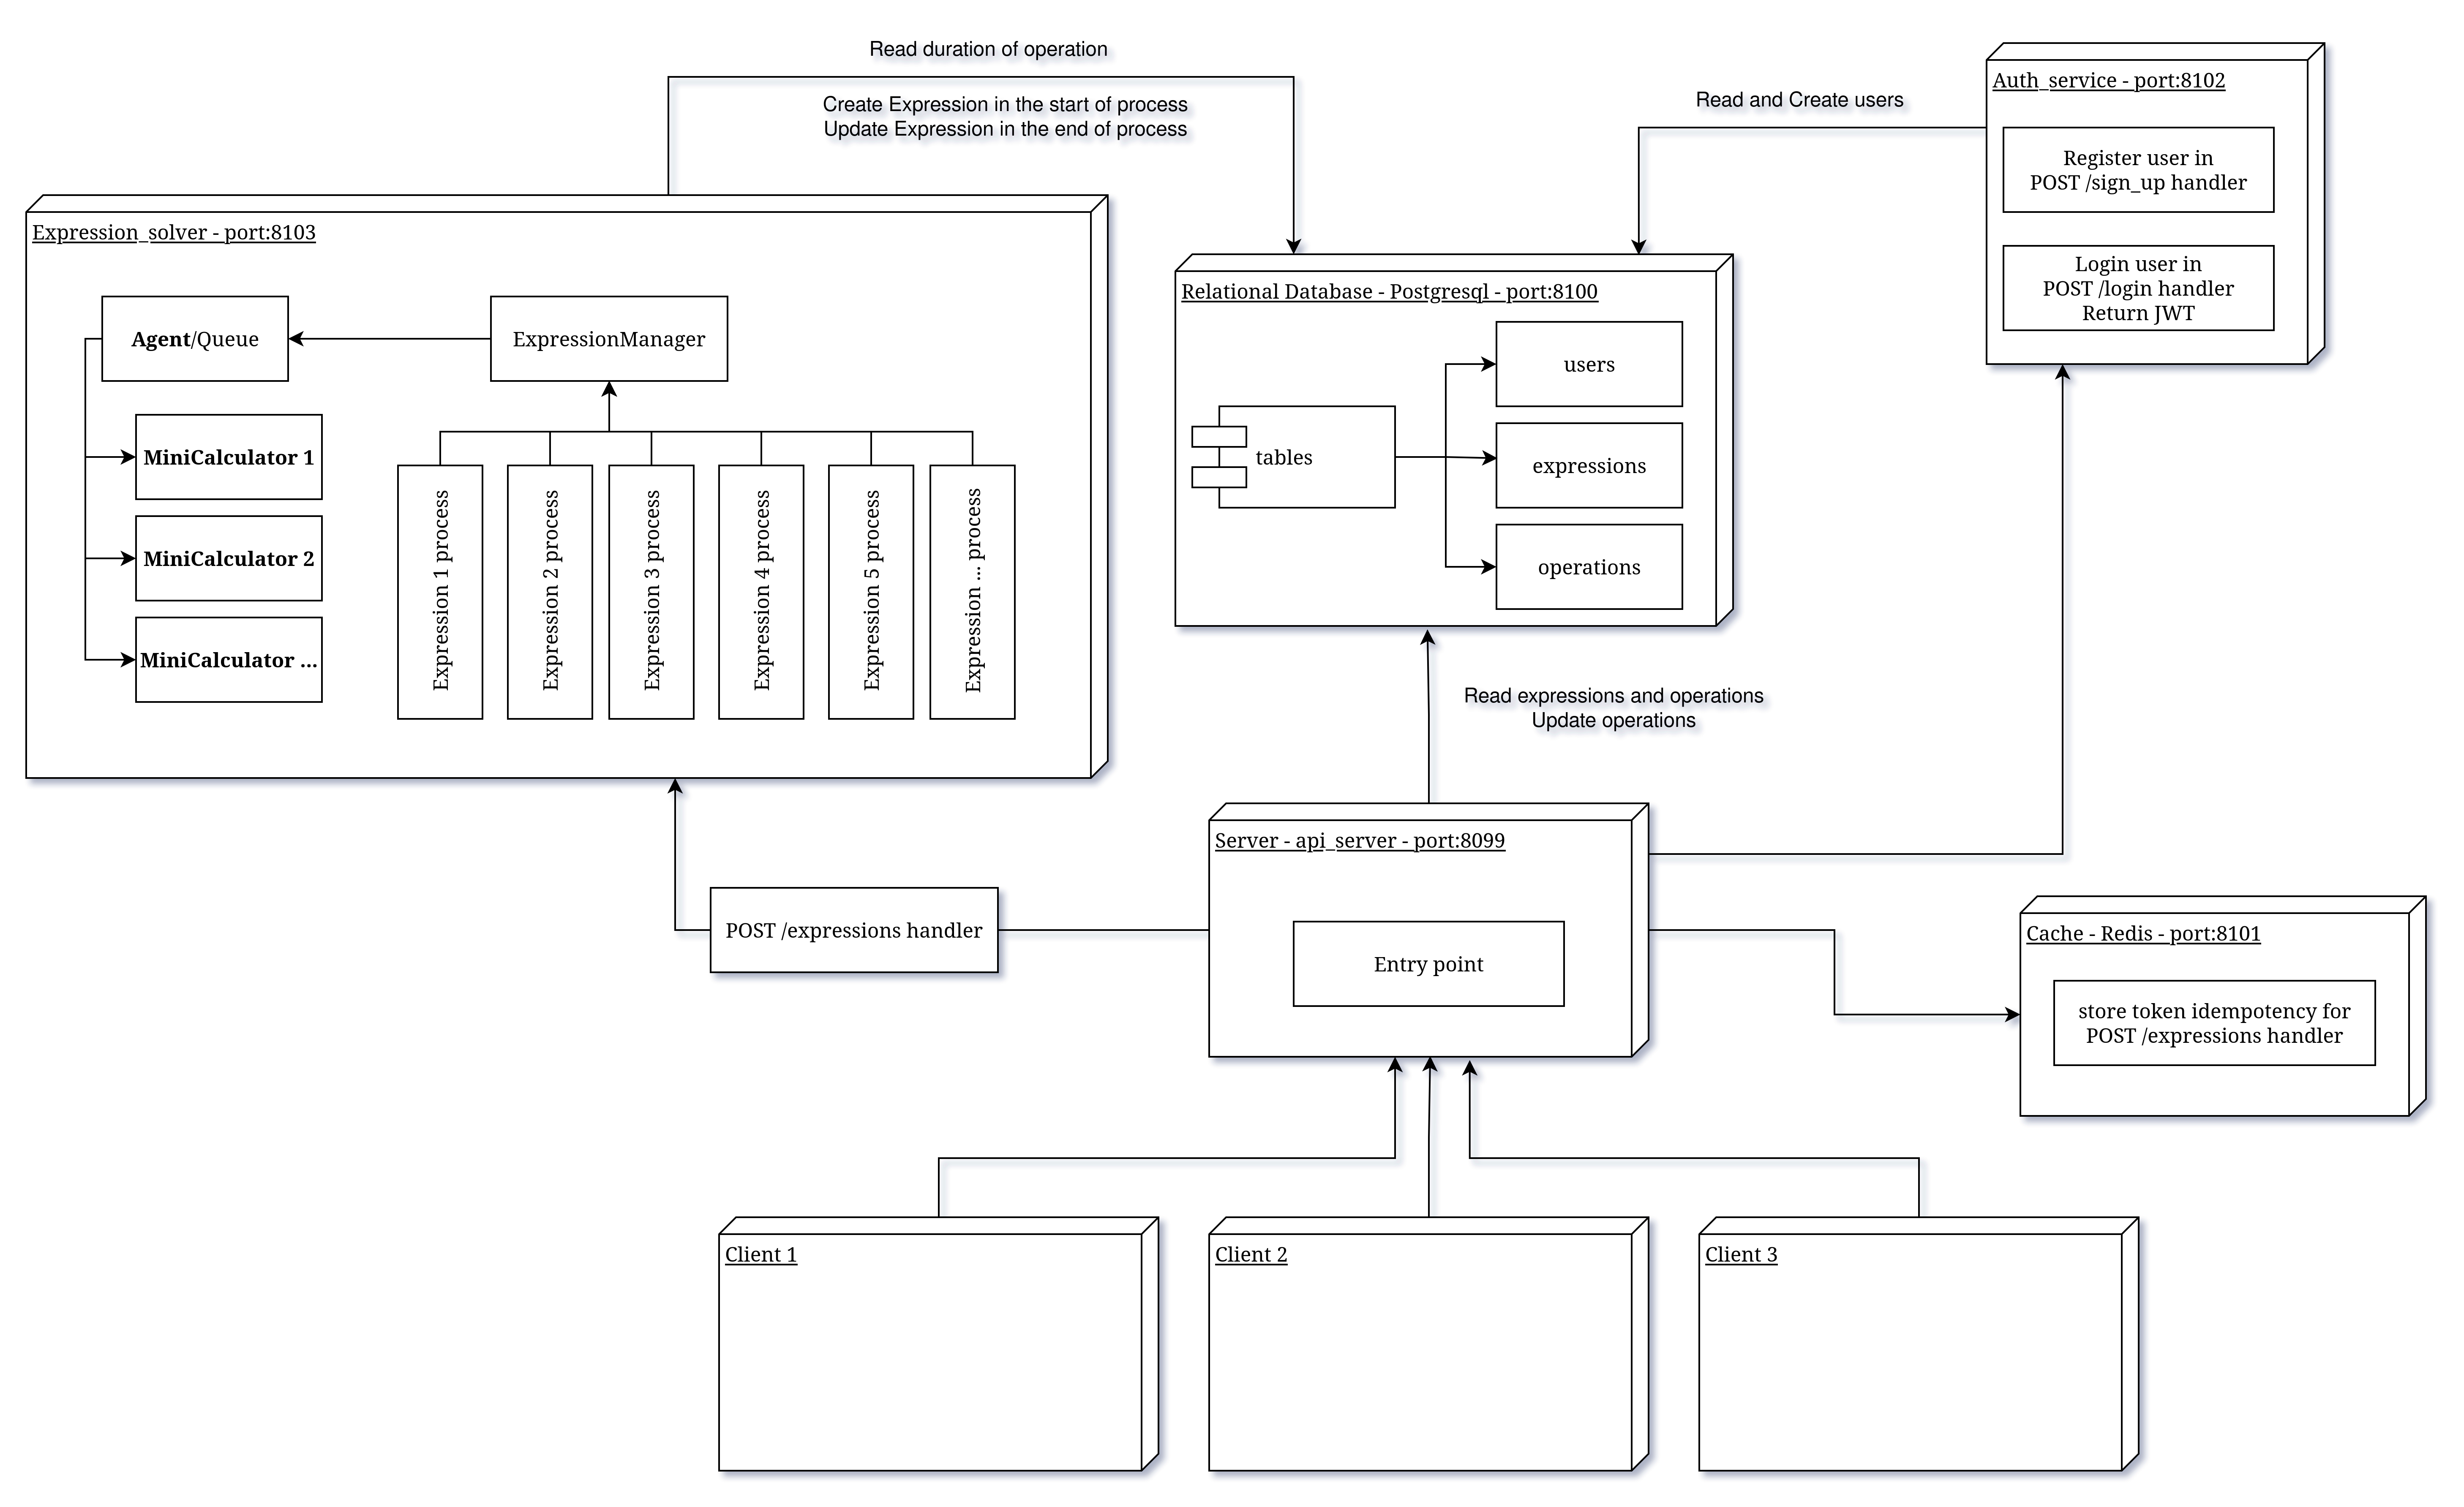 Read duration of operation
Create Expression in the start of process
Update Expression in the end of process
Read and Create users
Auth_service - port:8102
Register user in
POST /sign_up handler
Login user in
POST /login handler
Return JWT
Expression_solver - port:8103
Agent/Queue
ExpressionManager
MiniCalculator 1
MiniCalculator 2
MiniCalculator ...
Expression 1 process
Expression 2 process
Expression 3 process
Expression 4 process
Expression 5 process
Expression ... process
Relational Database - Postgresql - port:8100
tables
users
expressions
operations
Read expressions and operations
Update operations
Server - api_server - port:8099
Entry point
POST /expressions handler
Cache - Redis - port:8101
store token idempotency for
POST /expressions handler
Client 1
Client 2
Client 3